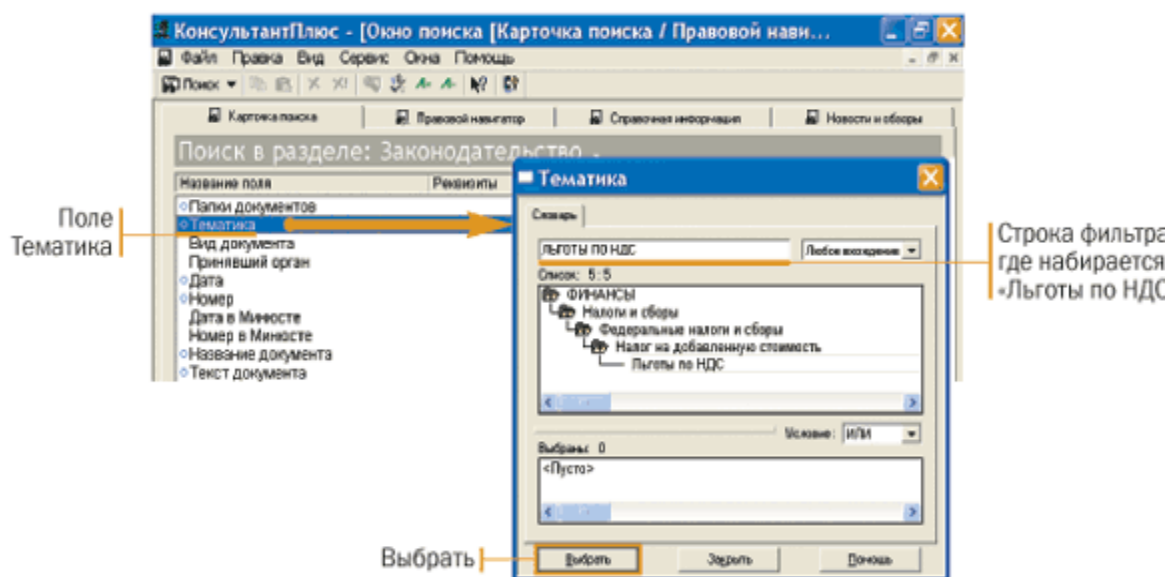 КонсультантПлюс - [Окно поиска [Карточка поиска / Правовой нави...
Файл Правка Вид Сервис Окна Помощь
Поиск
Карточка поиска Правовой навигатор Справочная информация Новости и обзоры
Поиск в разделе: Законодательство
Название поля Реквизиты
Папки документов
Тематика
Вид документа
Принявший орган
Дата
Номер
Дата в Минюсте
Номер в Минюсте
Название документа
Текст документа
Поле
Тематика
Тематика
Словарь
ЛЬГОТЫ ПО НДС Любое вхождение
Список: 5:5
ФИНАНСЫ
Налоги и сборы
Федеральные налоги и сборы
Налог на добавленную стоимость
Льготы по НДС
Условие: ИЛИ
Выбраны: 0
<Пусто>
Выбрать Закрыть Помощь
Выбрать
Строка фильтра
где набирается
«Льготы по НДС